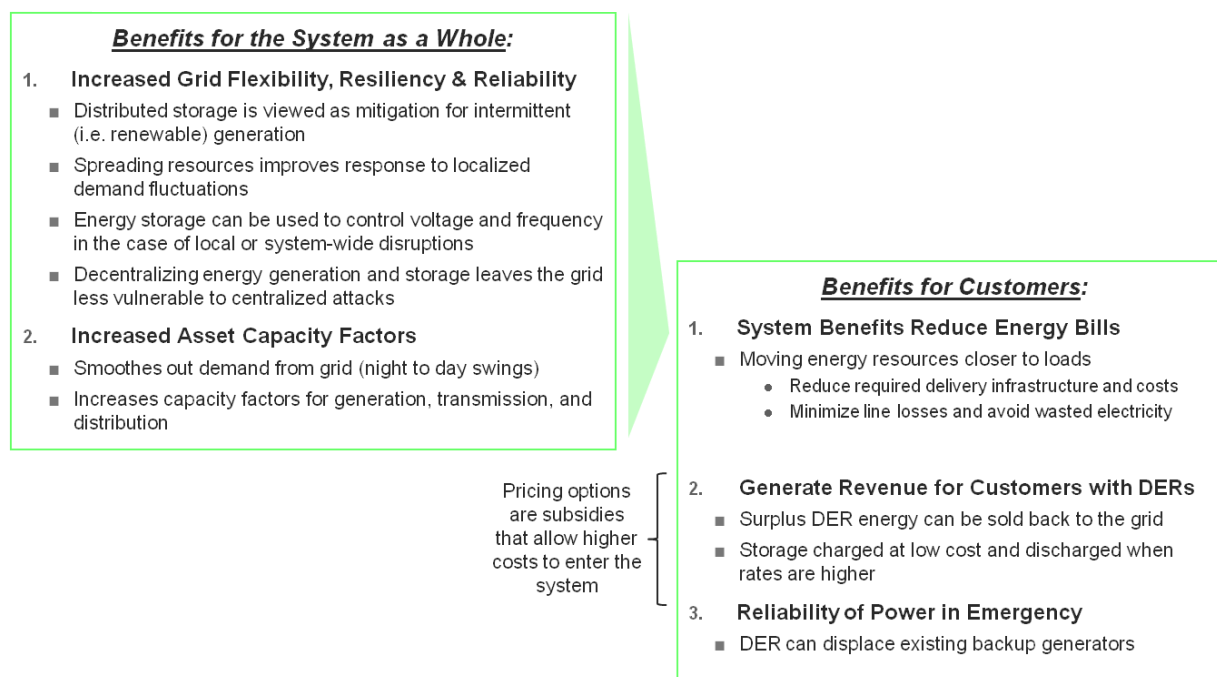 Benefits for the System as a Whole:
1. Increased Grid Flexibility, Resiliency & Reliability
■ Distributed storage is viewed as mitigation for intermittent
(i.e. renewable) generation
■ Spreading resources improves response to localized
demand fluctuations
■ Energy storage can be used to control voltage and frequency
in the case of local or system-wide disruptions
■ Decentralizing energy generation and storage leaves the grid
less vulnerable to centralized attacks
2. Increased Asset Capacity Factors
■ Smoothes out demand from grid (night to day swings)
■ Increases capacity factors for generation, transmission, and
distribution
Benefits for Customers:
1. System Benefits Reduce Energy Bills
■ Moving energy resources closer to loads
● Reduce required delivery infrastructure and costs
● Minimize line losses and avoid wasted electricity
Pricing options
are subsidies
that allow higher
costs to enter the
system
2. Generate Revenue for Customers with DERs
■ Surplus DER energy can be sold back to the grid
■ Storage charged at low cost and discharged when
rates are higher
3. Reliability of Power in Emergency
■ DER can displace existing backup generators